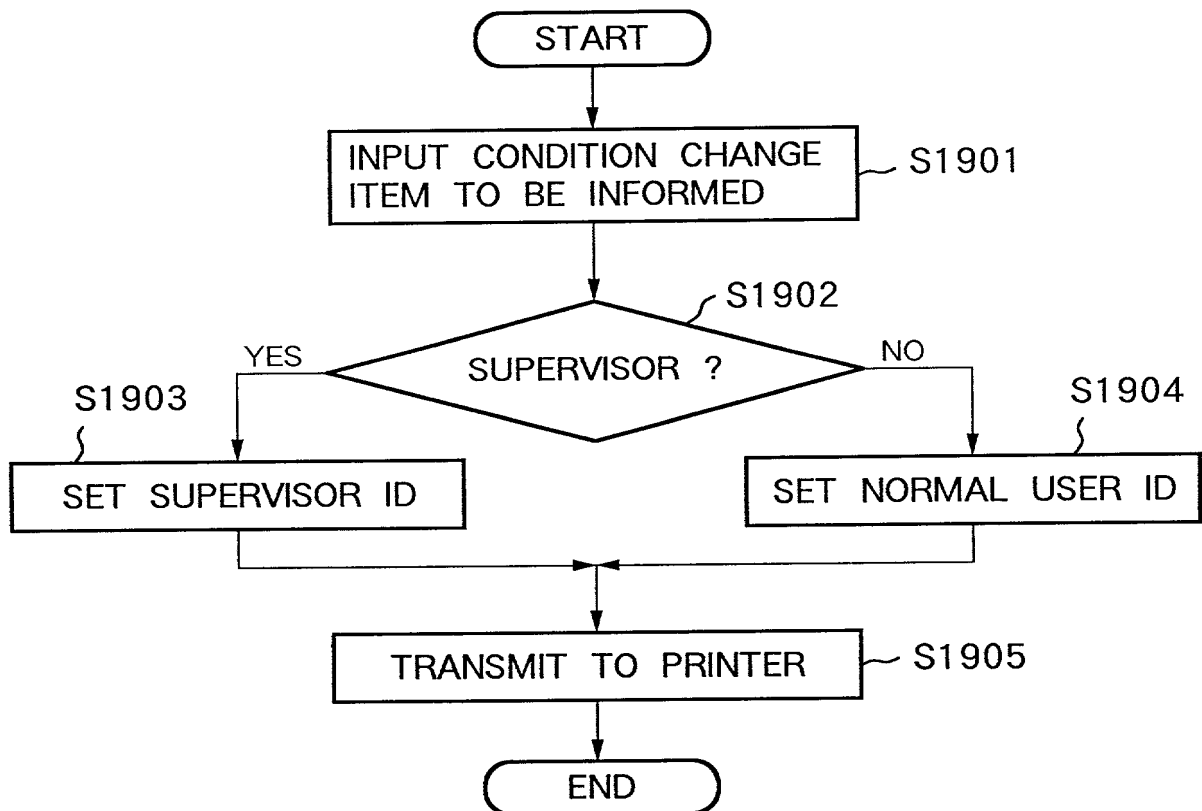 START
INPUT CONDITION CHANGE
ITEM TO BE INFORMED
S1901
S1902
SUPERVISOR ?
YES
NO
S1903
S1904
SET SUPERVISOR ID
SET NORMAL USER ID
TRANSMIT TO PRINTER
S1905
END